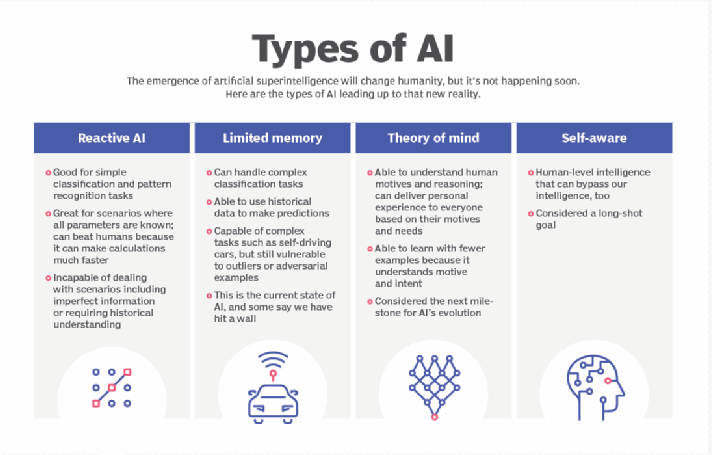 Types of AI
The emergence of artificial superintelligence will change humanity, but it's not happening soon.
Here are the types of AI leading up to that new reality.
Reactive AI
Good for simple
classification and pattern
recognition tasks
Great for scenarios where
all parameters are known;
can beat humans because
it can make calculations
much faster
Incapable of dealing
with scenarios including
imperfect information
or requiring historical
understanding
Limited memory
Can handle complex
classification tasks
Able to use historical
data to make predictions
Capable of complex
tasks such as self-driving
cars, but still vulnerable
to outliers or adversarial
examples
This is the current state of
AI, and some say we have
hit a wall
Theory of mind
Able to understand human
motives and reasoning;
can deliver personal
experience to everyone
based on their motives
and needs
Able to learn with fewer
examples because it
understands motive
and intent
Considered the next mile-
stone for AI's evolution
Self-aware
Human-level intelligence
that can bypass our
intelligence, too
Considered a long-shot
goal